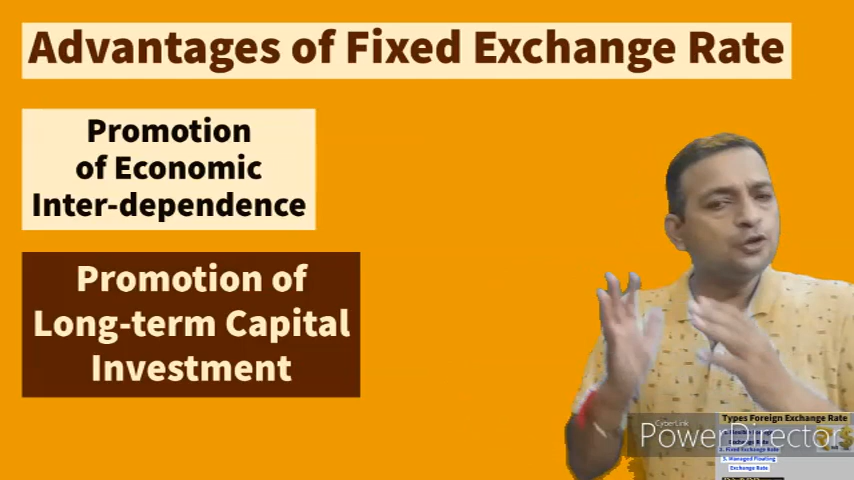 Advantages of Fixed Exchange Rate
Promotion
of Economic
Inter-dependence
Promotion of
Long-term Capital
Investment
CyberLink
PowerDirector
Types Foreign Exchange Rate
2. Fixed Exchange Rate
3. Managed Floating
Exchange Rate